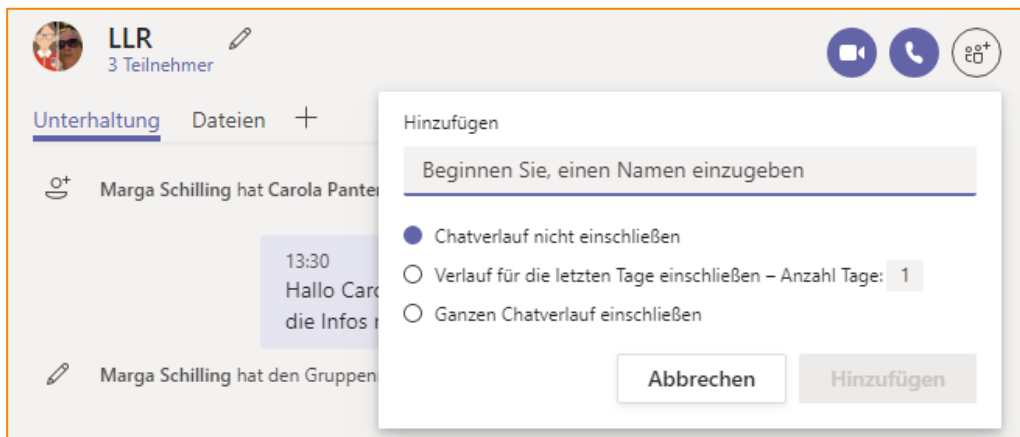 LLR
3 Teilnehmer
Unterhaltung Dateien
Hinzufügen
Beginnen Sie, einen Namen einzugeben
Marga Schilling hat Carola Panter
Chatverlauf nicht einschließen
13:30
Verlauf für die letzten Tage einschließen – Anzahl Tage: 1
Hallo
die Infos
Ganzen Chatverlauf einschließen
Marga Schilling hat den
Abbrechen Hinzufügen